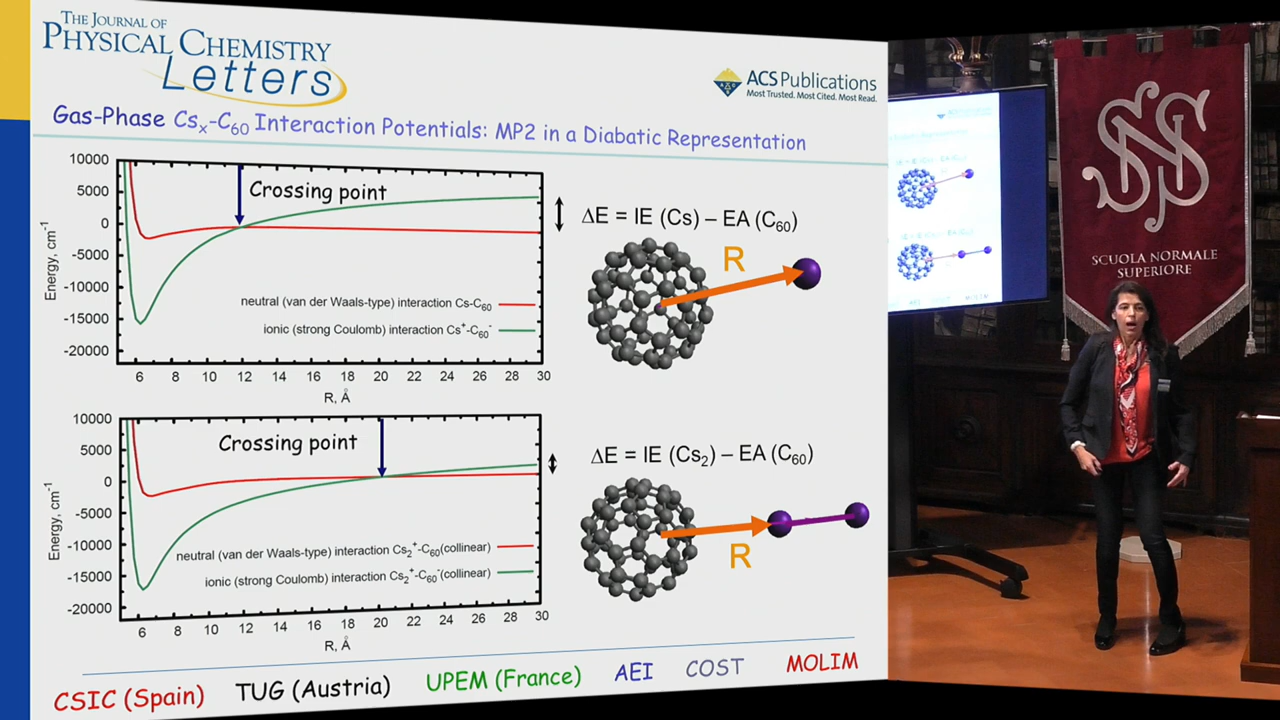 THE JOURNAL OF
PHYSICAL CHEMISTRY
Letters
ACS Publications
Most Trusted. Most Cited. Most Read.
Gas-Phase Csx-C60 Interaction Potentials: MP2 in a Diabatic Representation
10000
5000
0
-5000
-10000
-15000
-20000
Energy, cm-1
Crossing point
neutral (van der Waals-type) interaction Cs-C60
ionic (strong Coulomb) interaction Cs+-C60-
6 8 10 12 14 16 18 20 22 24 26 28 30
R, Å
ΔE = IE (Cs) – EA (C60)
R
10000
5000
0
-5000
-10000
-15000
-20000
Energy, cm-1
Crossing point
neutral (van der Waals-type) interaction Cs2+-C60(collinear)
ionic (strong Coulomb) interaction Cs2+-C60-(collinear)
6 8 10 12 14 16 18 20 22 24 26 28 30
R, Å
ΔE = IE (Cs2) – EA (C60)
R
CSIC (Spain) TUG (Austria) UPEM (France) AEI COST MOLIM
SNS
SCUOLA NORMALE
SUPERIORE